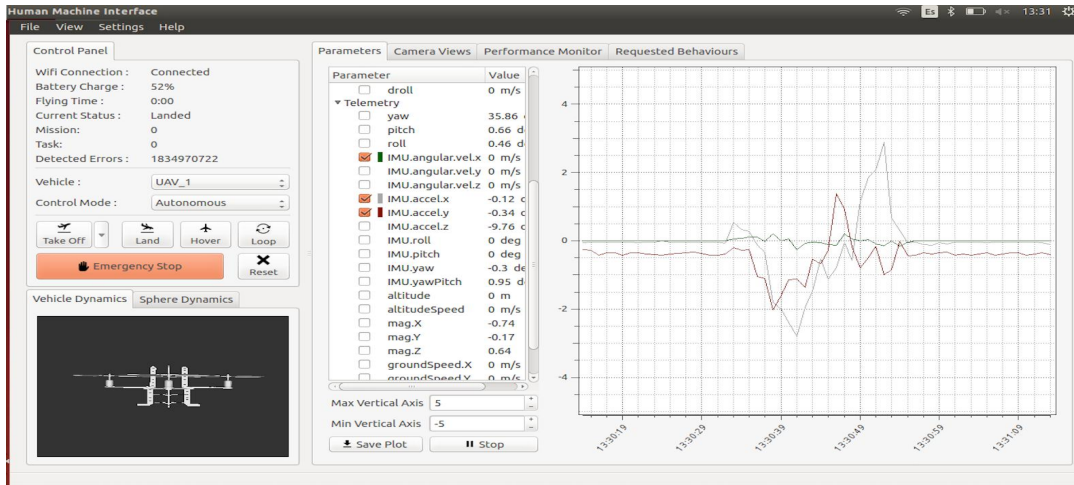 Human Machine Interface
Es 13:31
File View Settings Help
Control Panel
Wifi Connection : Connected
Battery Charge : 52%
Flying Time : 0:00
Current Status : Landed
Mission: 0
Task: 0
Detected Errors : 1834970722
Vehicle : UAV_1
Control Mode : Autonomous
Take Off Land Hover Loop
Emergency Stop Reset
Vehicle Dynamics Sphere Dynamics
Parameters Camera Views Performance Monitor Requested Behaviours
Parameter Value
droll 0 m/s
Telemetry
yaw 35.86
pitch 0.66 d
roll 0.46 d
IMU.angular.vel.x 0 m/s
IMU.angular.vel.y 0 m/s
IMU.angular.vel.z 0 m/s
IMU.accel.x -0.12
IMU.accel.y -0.34
IMU.accel.z -9.76
IMU.roll 0 deg
IMU.pitch 0 deg
IMU.yaw -0.3 de
IMU.yawPitch 0.95 d
altitude 0 m
altitudeSpeed 0 m/s
mag.X -0.74
mag.Y -0.17
mag.Z 0.64
groundSpeed.X 0 m/s
groundSpeed.Y 0 m/s
Max Vertical Axis 5
Min Vertical Axis -5
Save Plot Stop
4
2
0
-2
-4
13:30:19 13:30:29 13:30:39 13:30:49 13:30:59 13:31:09